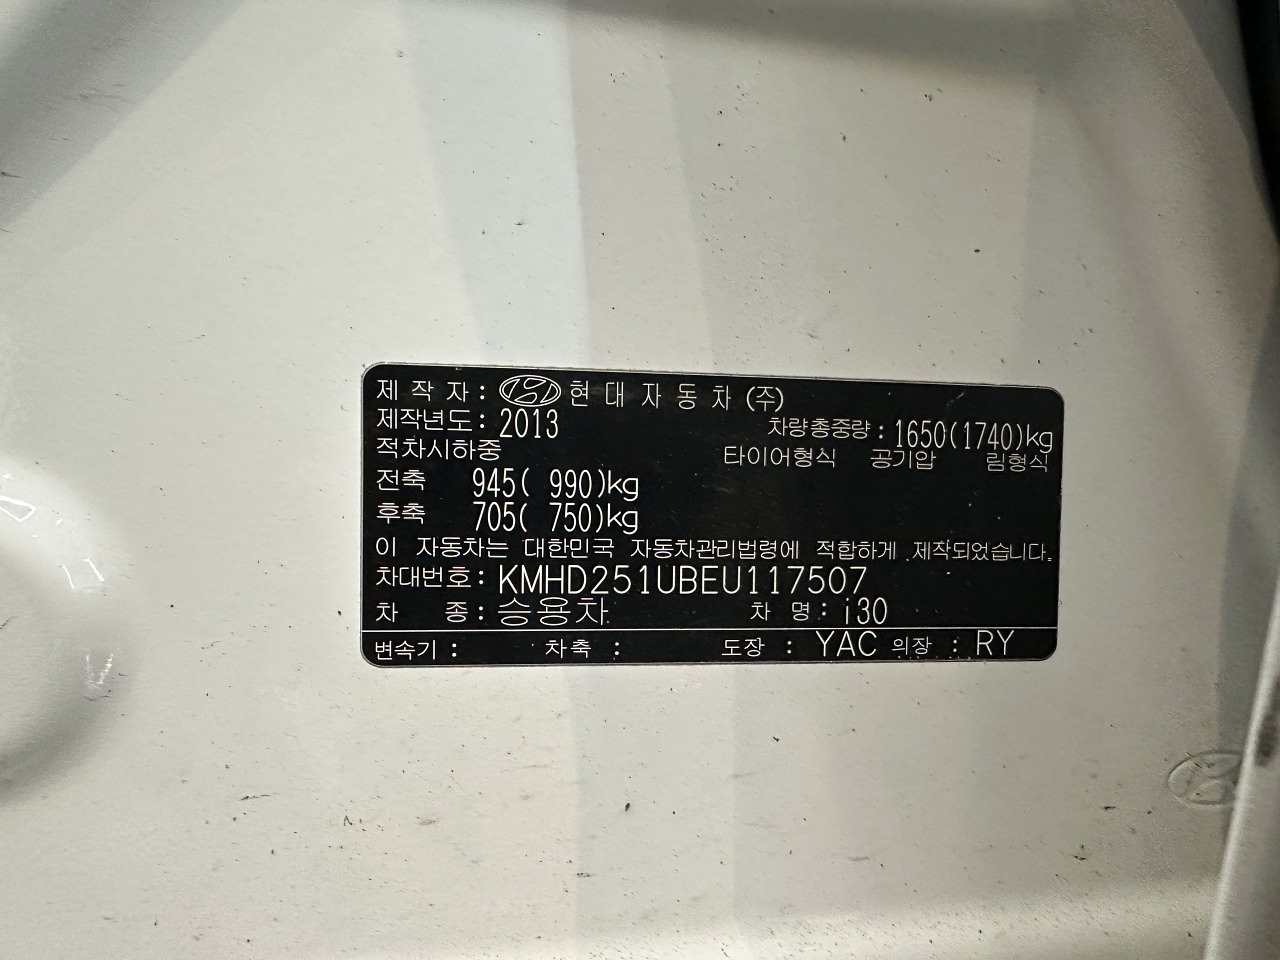 제 작 자 : 현 대 자 동 차 (주)
제작년도 : 2013 차량총중량 : 1650(1740)kg
적차시하중 타이어형식 공기압 림형식
전축 945( 990)kg
후축 705( 750)kg
이 자동차는 대한민국 자동차관리법령에 적합하게 제작되었습니다.
차대번호 : KMHD251UBEU117507
차 종 : 승용차 차 명 : i30
변속기 : 차축 : 도장 : YAC 의장 : RY